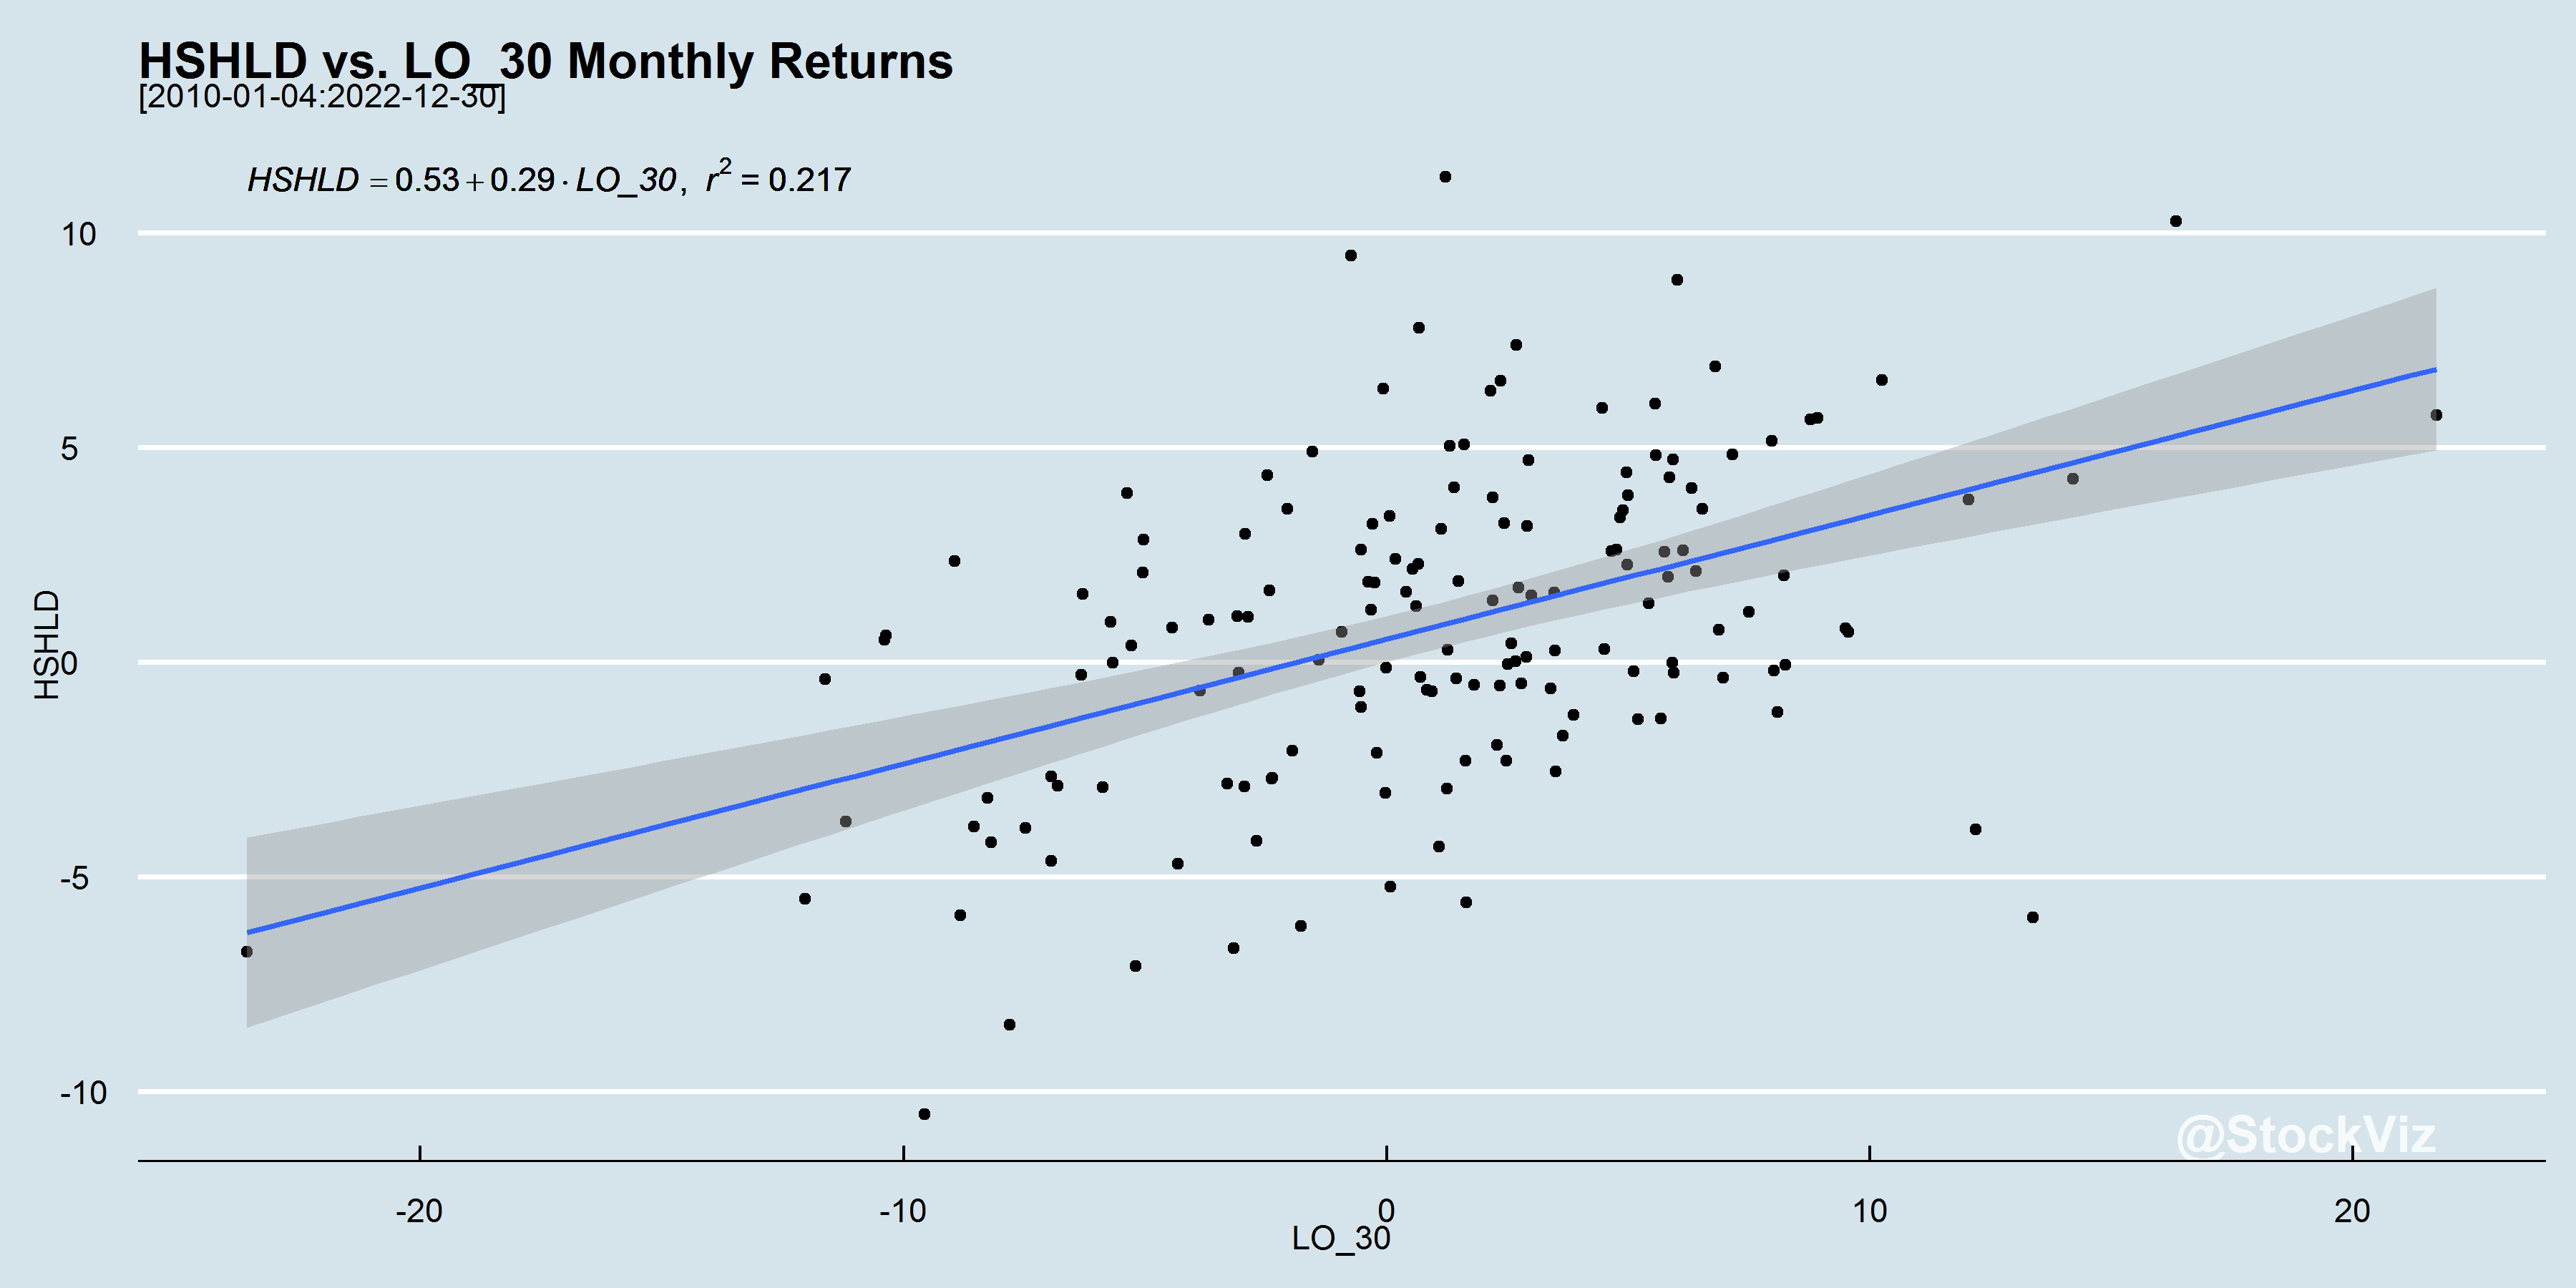 HSHLD vs. LO_30 Monthly Returns
[2010-01-04:2022-12-30]
HSHLD = 0.53 + 0.29 · LO_30, r² = 0.217
10
5
0
-5
-10
HSHLD
@StockViz
-20 -10 0 10 20
LO_30